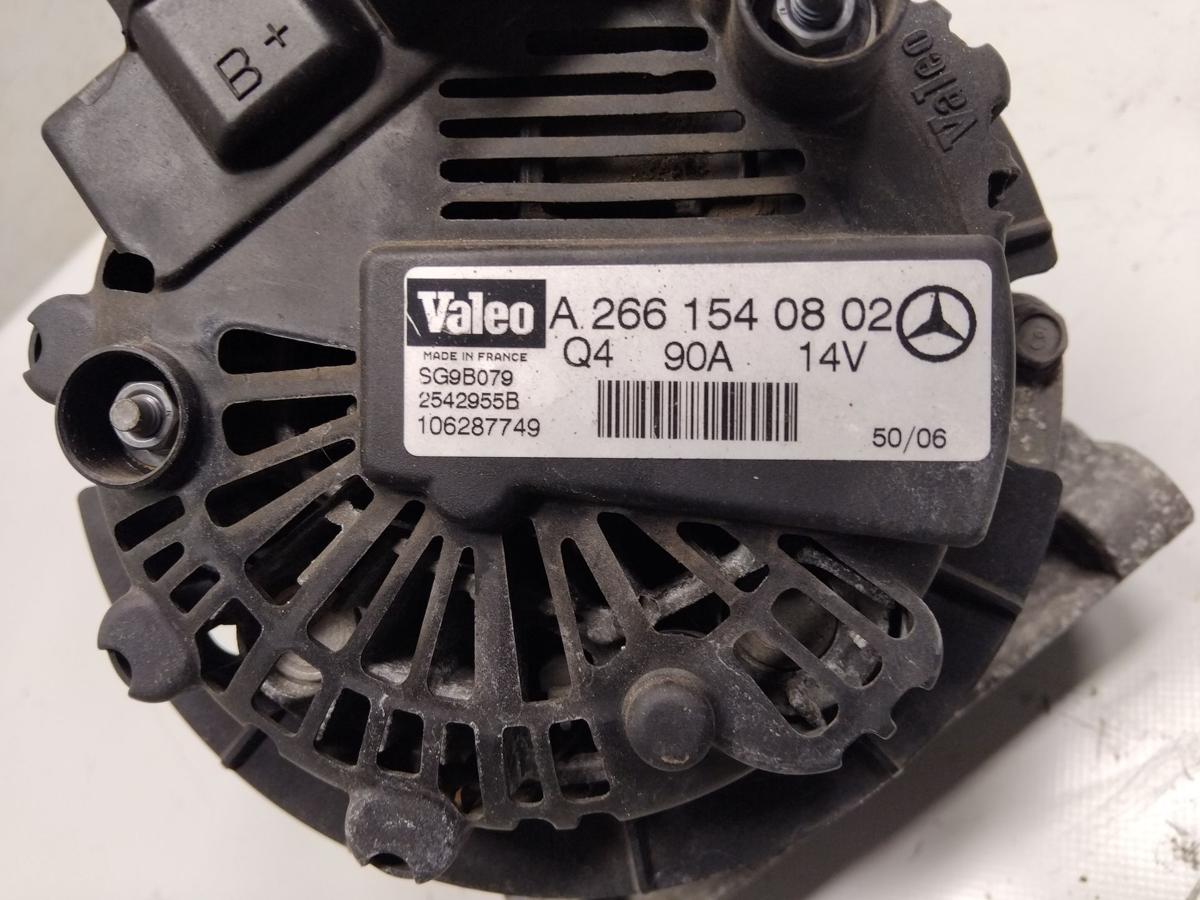 B+
Valeo
Valeo A 266 154 08 02
MADE IN FRANCE Q4 90A 14V
SG9B079
2542955B
106287749
50/06